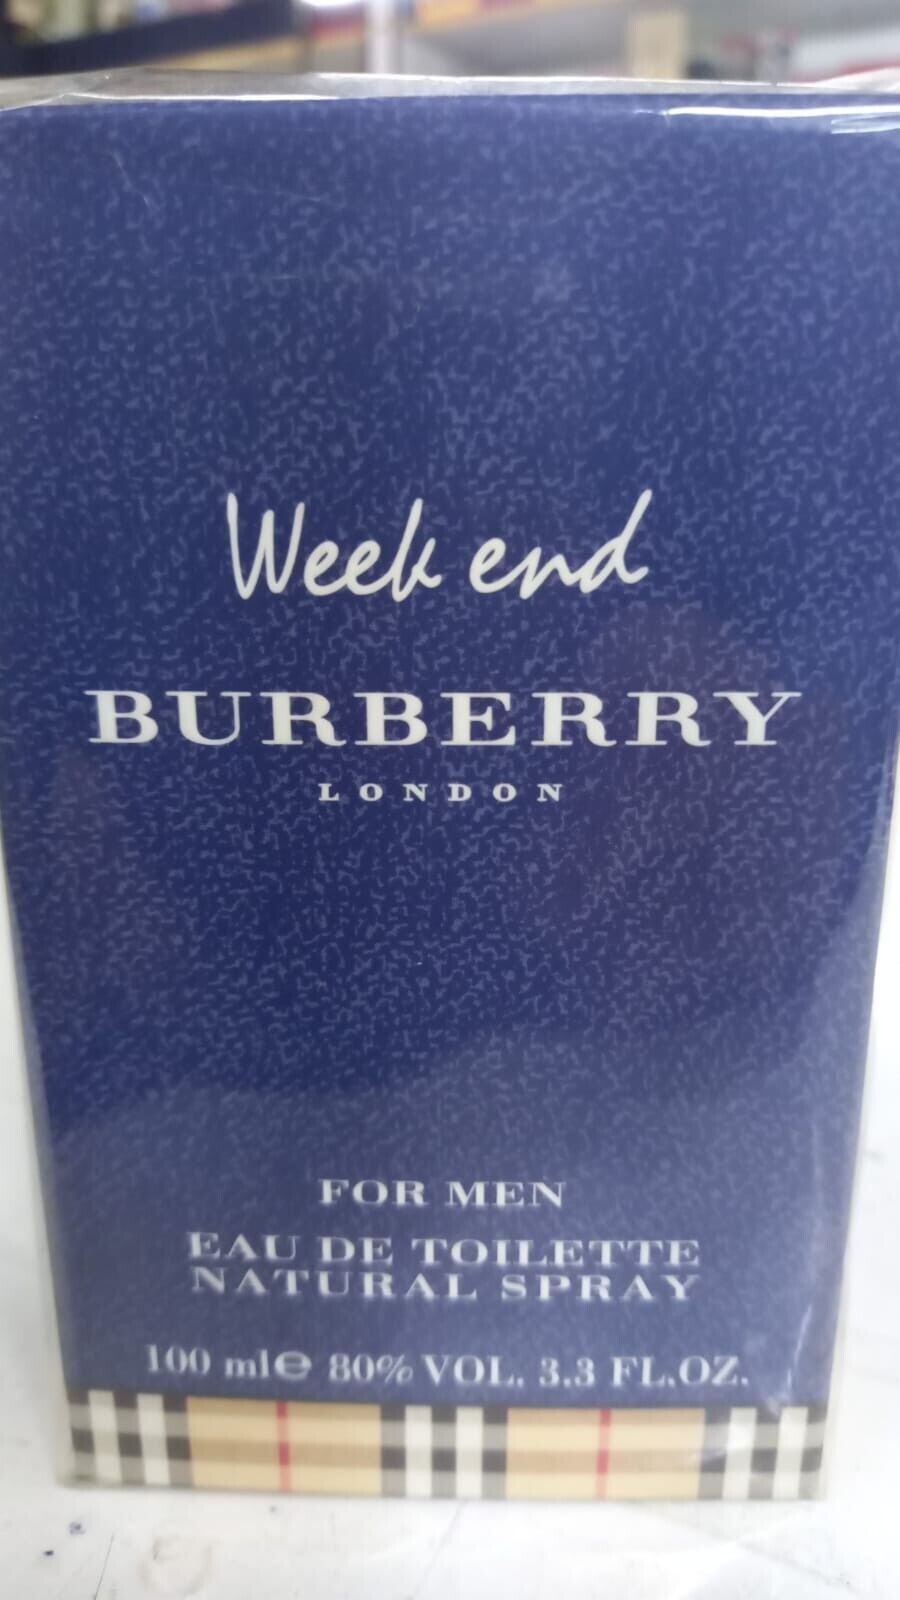 Week end
BURBERRY
LONDON
FOR MEN
EAU DE TOILETTE
NATURAL SPRAY
100 ml℮ 80% VOL. 3.3 FL.OZ.